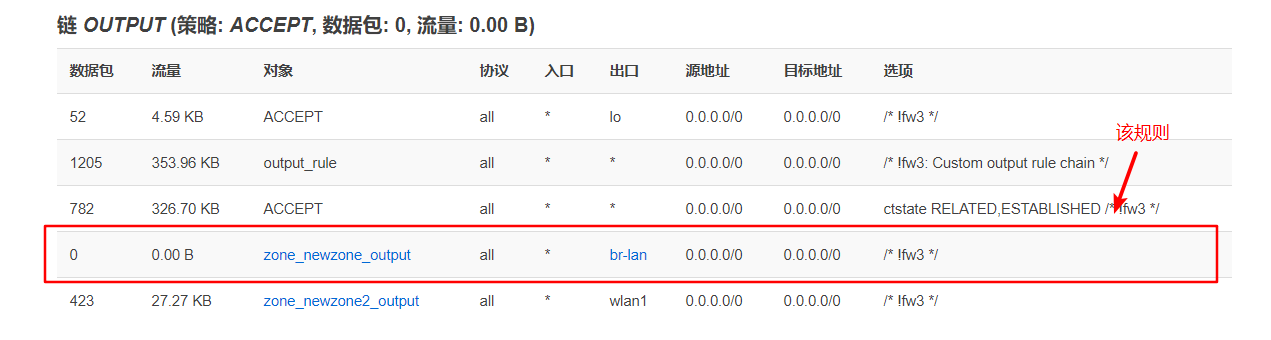 链 OUTPUT (策略: ACCEPT, 数据包: 0, 流量: 0.00 B)
数据包 流量 对象 协议 入口 出口 源地址 目标地址 选项
52 4.59 KB ACCEPT all * lo 0.0.0.0/0 0.0.0.0/0 /* !fw3 */
该规则
1205 353.96 KB output_rule all * * 0.0.0.0/0 0.0.0.0/0 /* !fw3: Custom output rule chain */
782 326.70 KB ACCEPT all * * 0.0.0.0/0 0.0.0.0/0 ctstate RELATED,ESTABLISHED /* !fw3 */
0 0.00 B zone_newzone_output all * br-lan 0.0.0.0/0 0.0.0.0/0 /* !fw3 */
423 27.27 KB zone_newzone2_output all * wlan1 0.0.0.0/0 0.0.0.0/0 /* !fw3 */